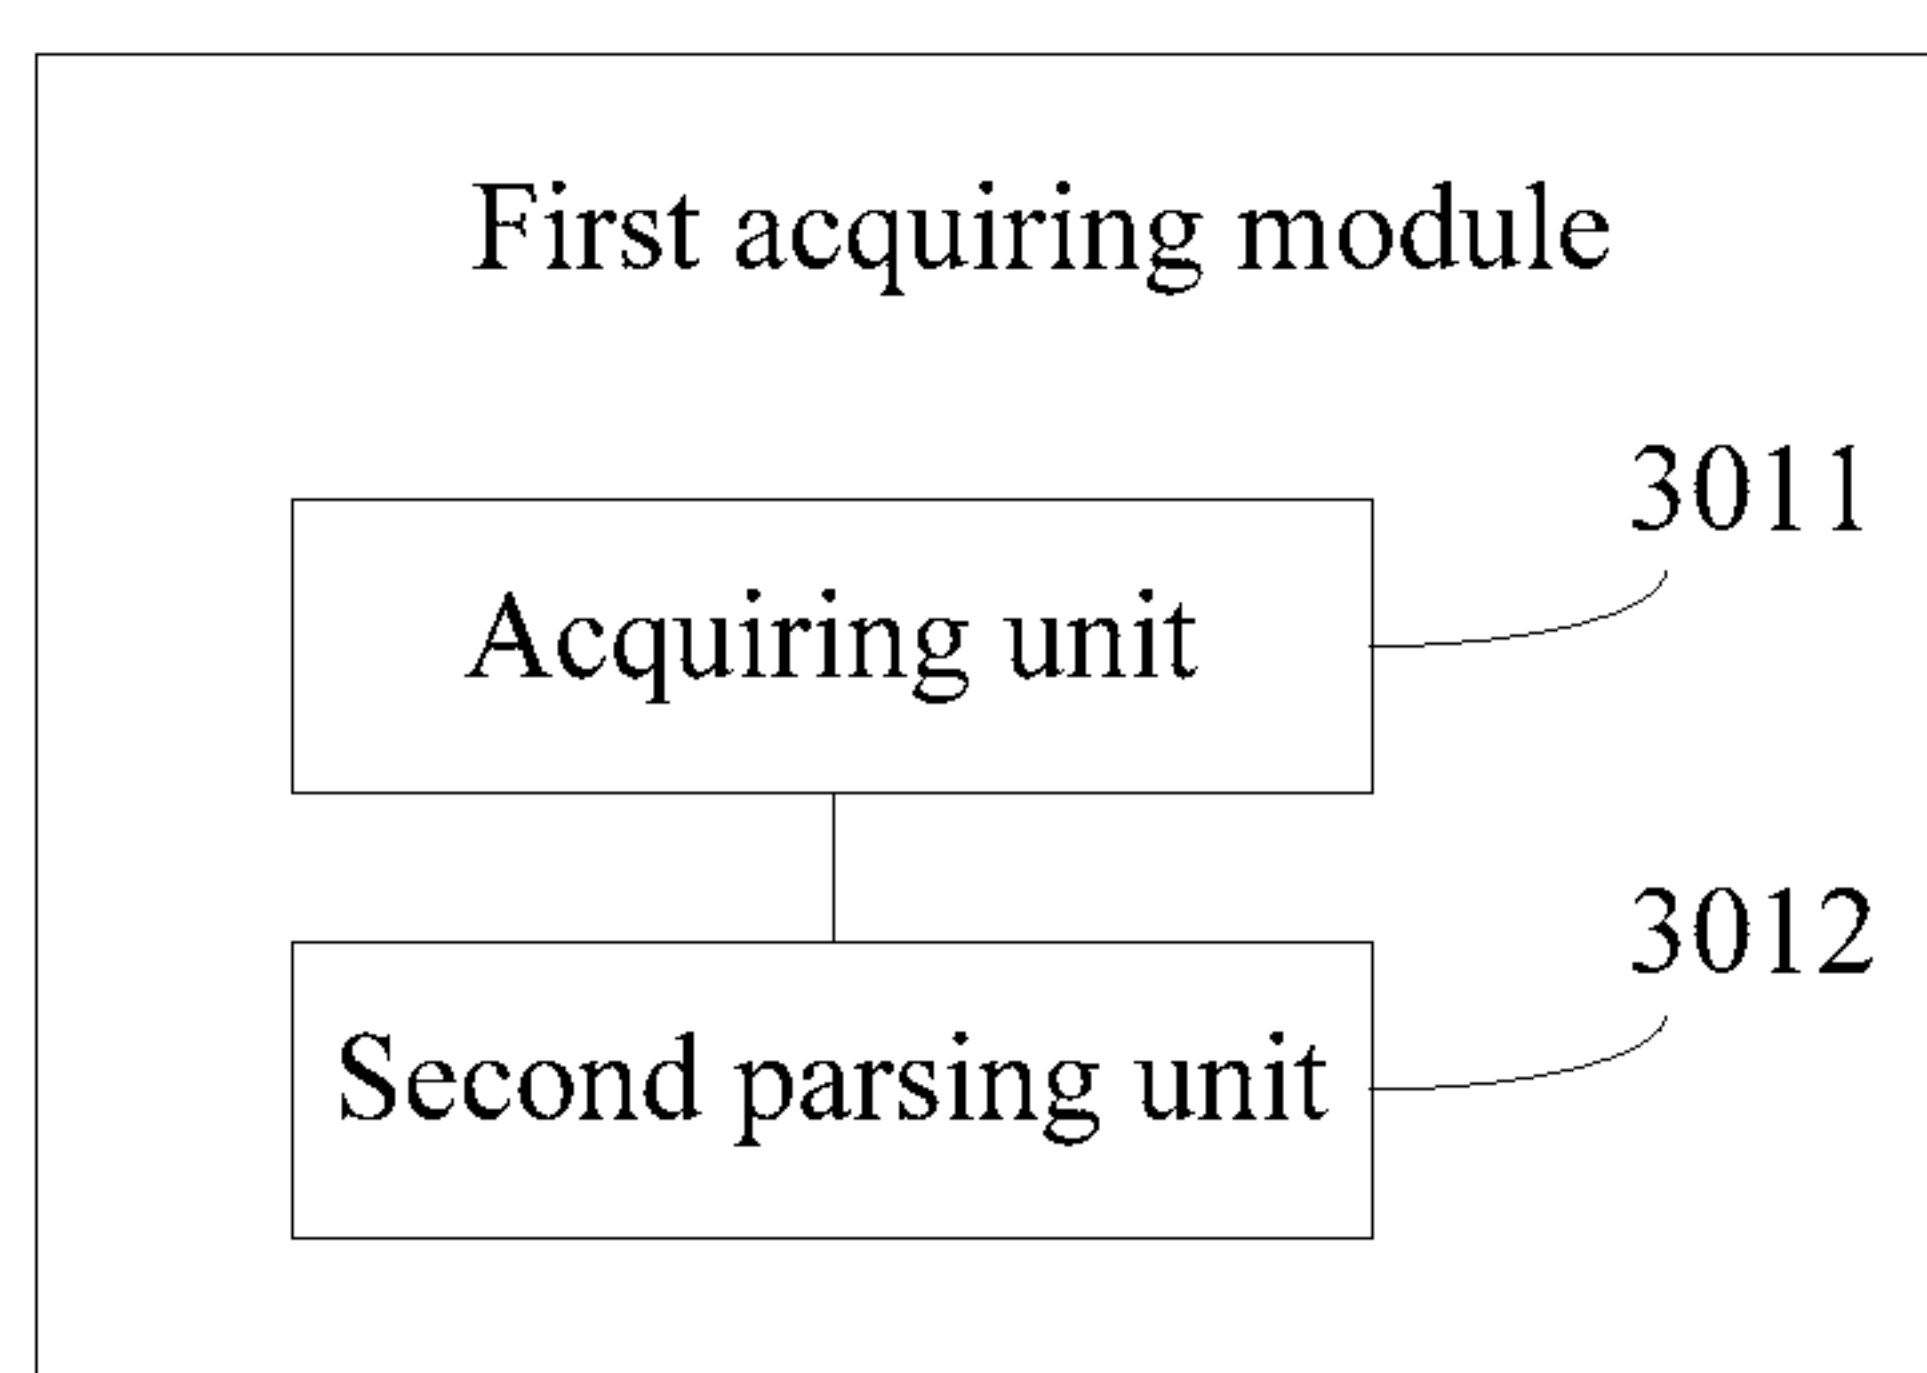 First acquiring module
3011
Acquiring unit
3012
Second parsing unit